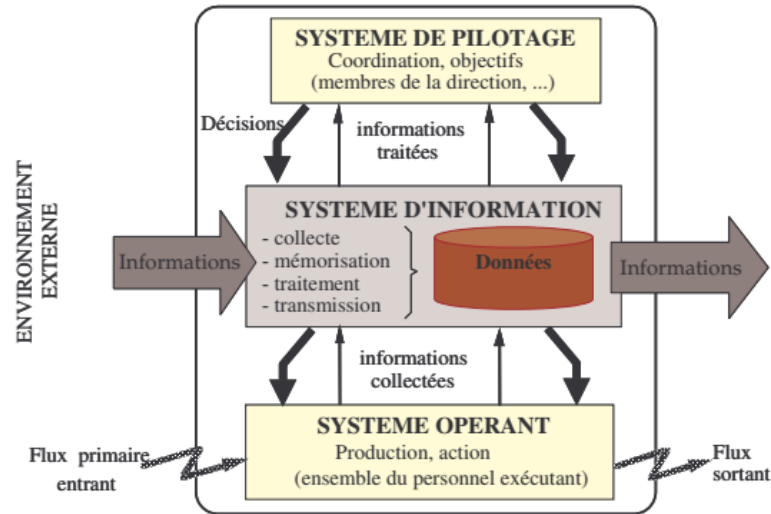 SYSTEME DE PILOTAGE
Coordination, objectifs
(membres de la direction, ...)
Décisions
informations
traitées
ENVIRONNEMENT
EXTERNE
Informations
SYSTEME D'INFORMATION
- collecte
- mémorisation
- traitement
- transmission
Données
Informations
informations
collectées
SYSTEME OPERANT
Production, action
(ensemble du personnel exécutant)
Flux primaire
entrant
Flux
sortant